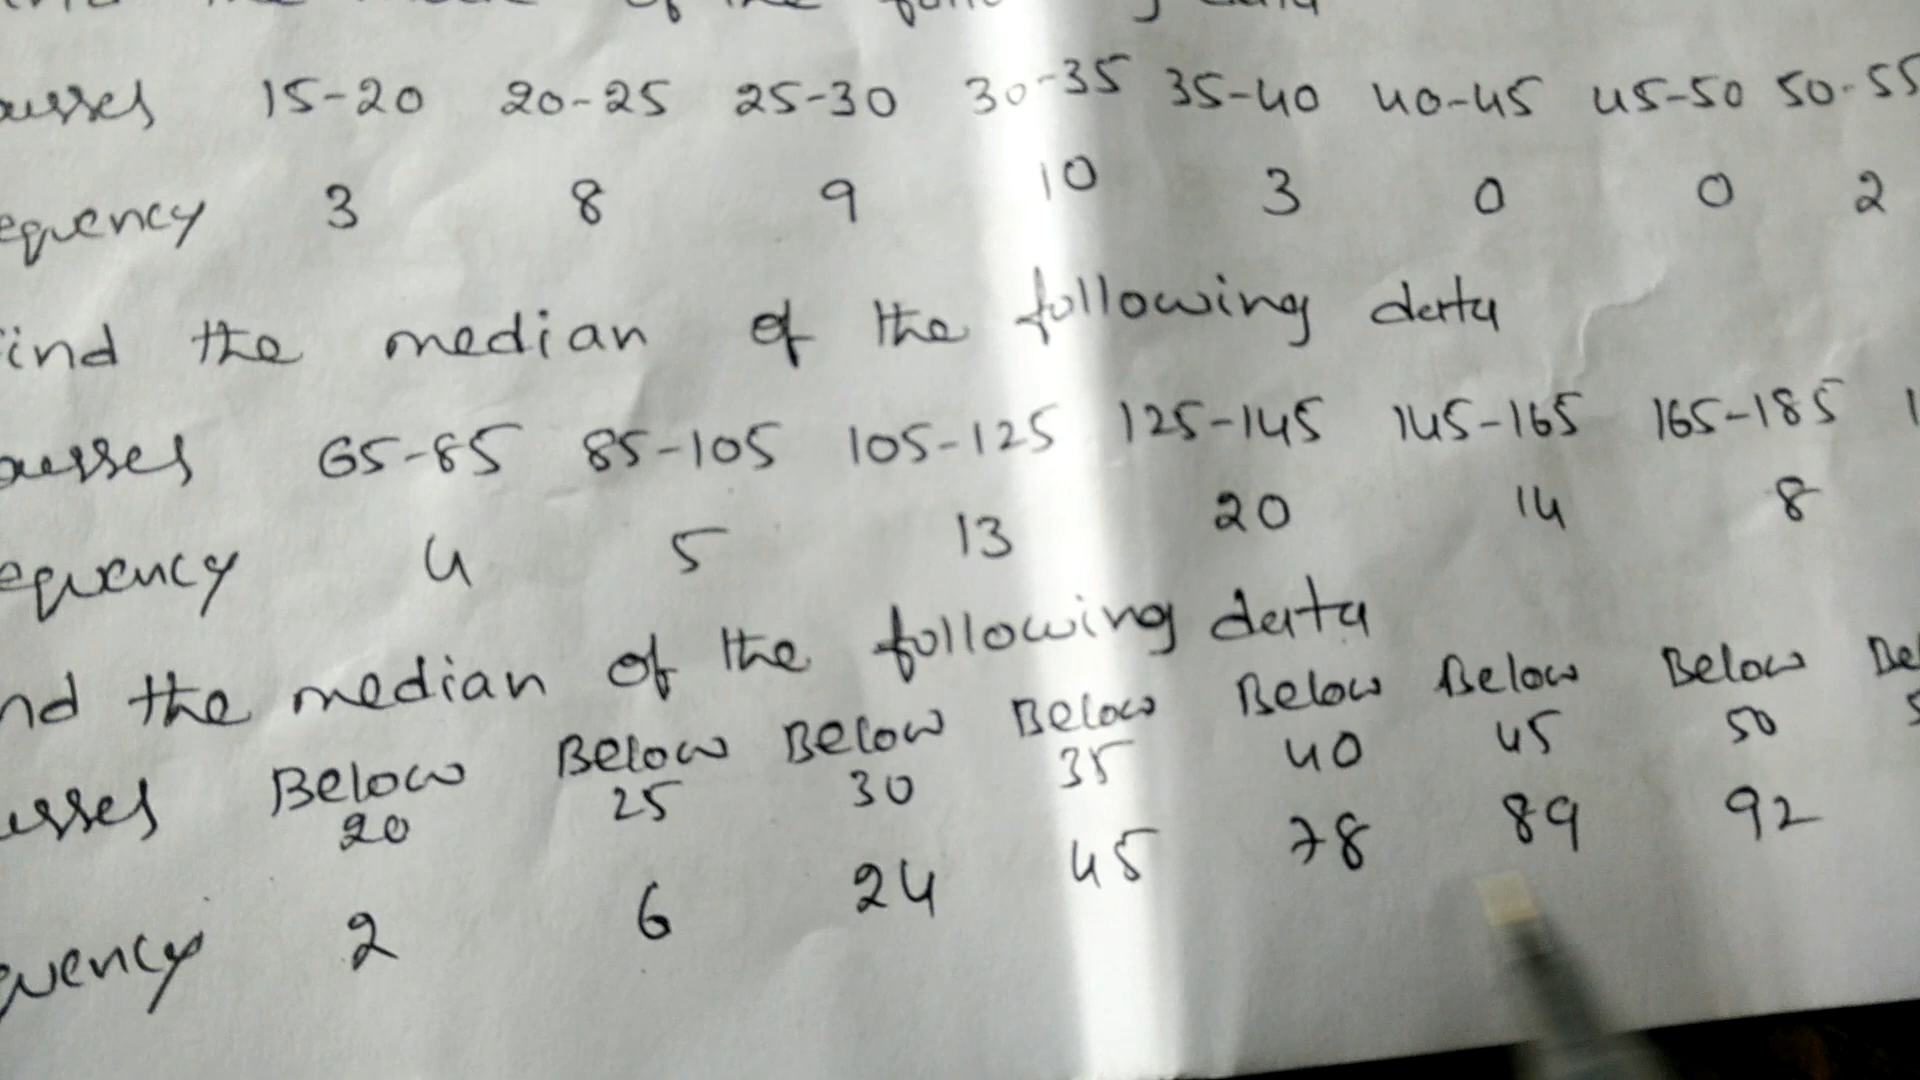 15-20 20-25 25-30 30-35 35-40 40-45 45-50 50-55
3 8 9 10 3 0 0 2
the median of the following data
65-85 85-105 105-125 125-145 145-165 165-185
4 5 13 20 14 8
the median of the following data
Below Below Below Below Below Below Below
20 25 30 35 40 45 50
2 6 24 45 78 89 92